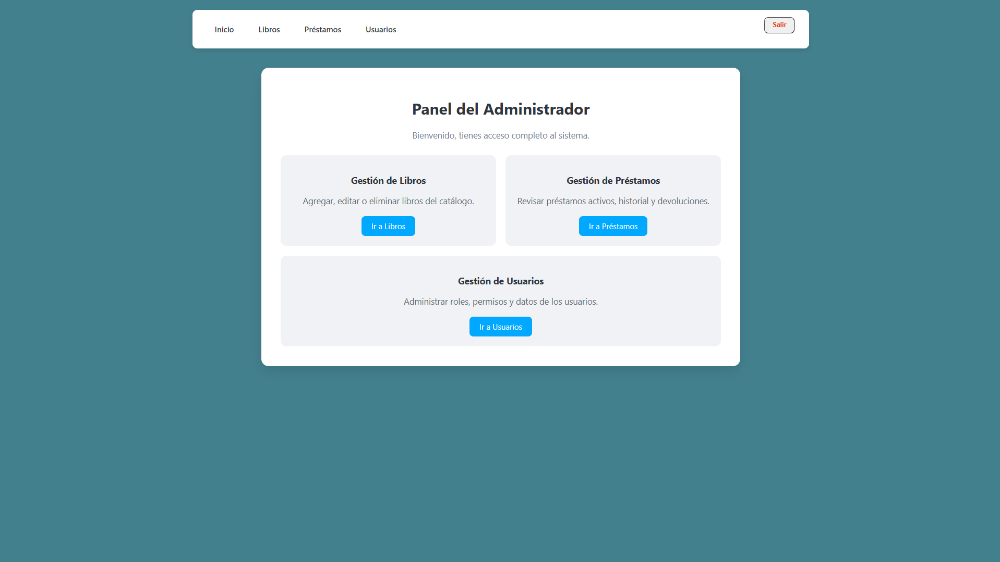 Inicio Libros Préstamos Usuarios Salir
Panel del Administrador
Bienvenido, tienes acceso completo al sistema.
Gestión de Libros
Agregar, editar o eliminar libros del catálogo.
Ir a Libros
Gestión de Préstamos
Revisar préstamos activos, historial y devoluciones.
Ir a Préstamos
Gestión de Usuarios
Administrar roles, permisos y datos de los usuarios.
Ir a Usuarios